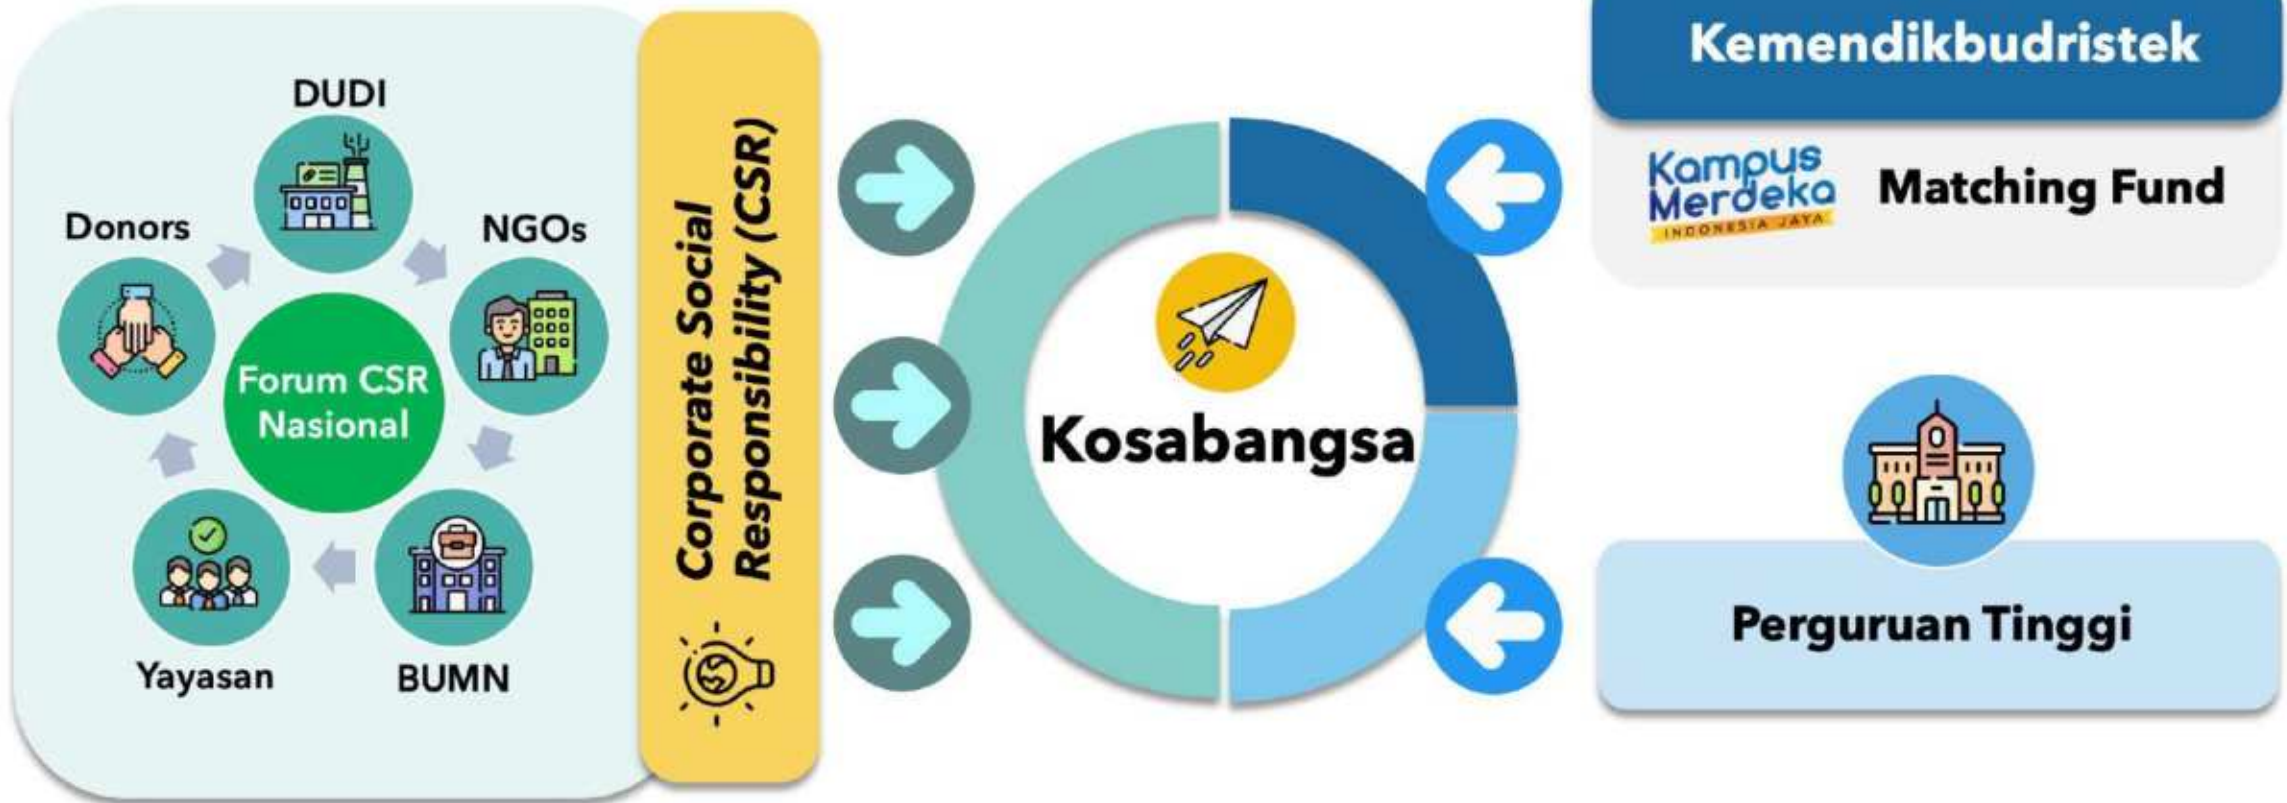 DUDI
Donors
NGOs
Forum CSR
Nasional
Yayasan
BUMN
Corporate Social
Responsibility (CSR)
Kosabangsa
Kemendikbudristek
Kampus
Merdeka
INDONESIA JAYA
Matching Fund
Perguruan Tinggi